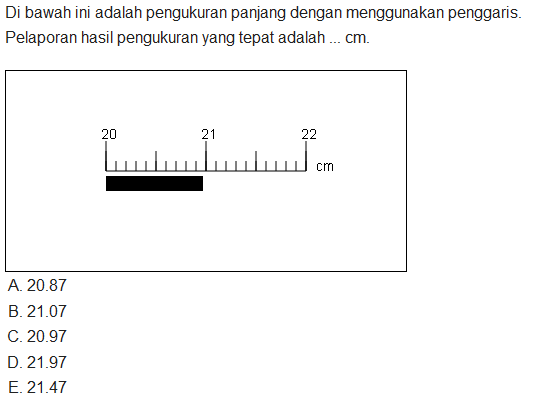 Di bawah ini adalah pengukuran panjang dengan menggunakan penggaris.
Pelaporan hasil pengukuran yang tepat adalah ... cm.
20 21 22
cm
A. 20.87
B. 21.07
C. 20.97
D. 21.97
E. 21.47